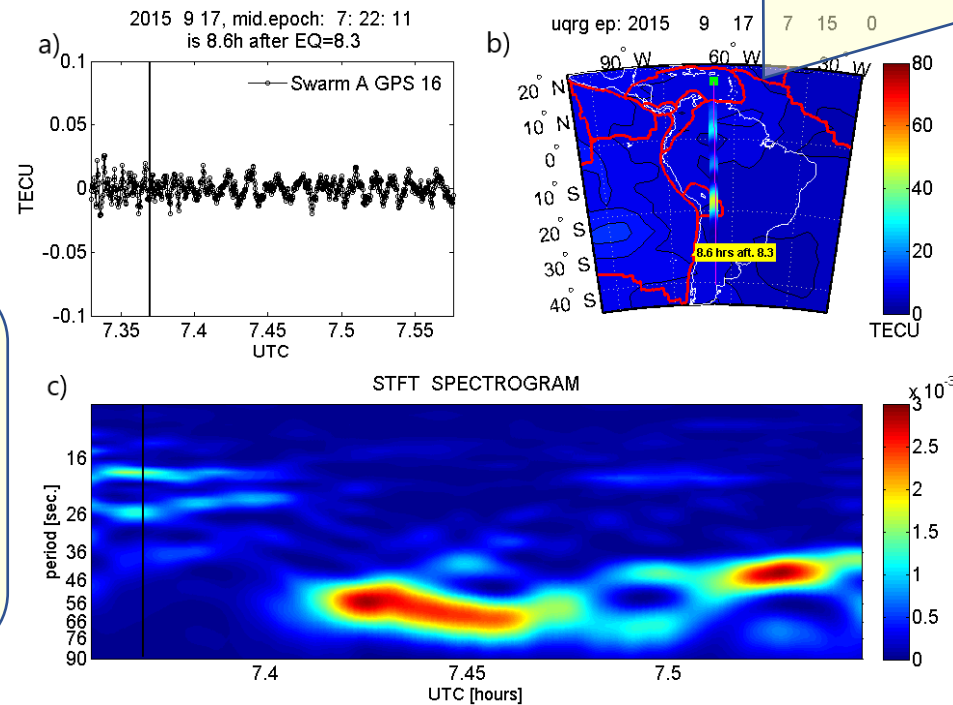 2015 9 17, mid.epoch: 7: 22: 11
is 8.6h after EQ=8.3
a)
0.1
0.05
0
-0.05
-0.1
TECU
Swarm A GPS 16
7.35 7.4 7.45 7.5 7.55
UTC
uqrg ep: 2015 9 17 7 15 0
b)
90° W 60° W 30° W
20° N
10° N
0°
10° S
20° S
30° S
40° S
8.6 hrs aft. 8.3
80
60
40
20
0
TECU
c)
STFT SPECTROGRAM
period [sec.]
16
26
36
46
56
66
76
90
7.4 7.45 7.5
UTC [hours]
x 10-3
3
2.5
2
1.5
1
0.5
0